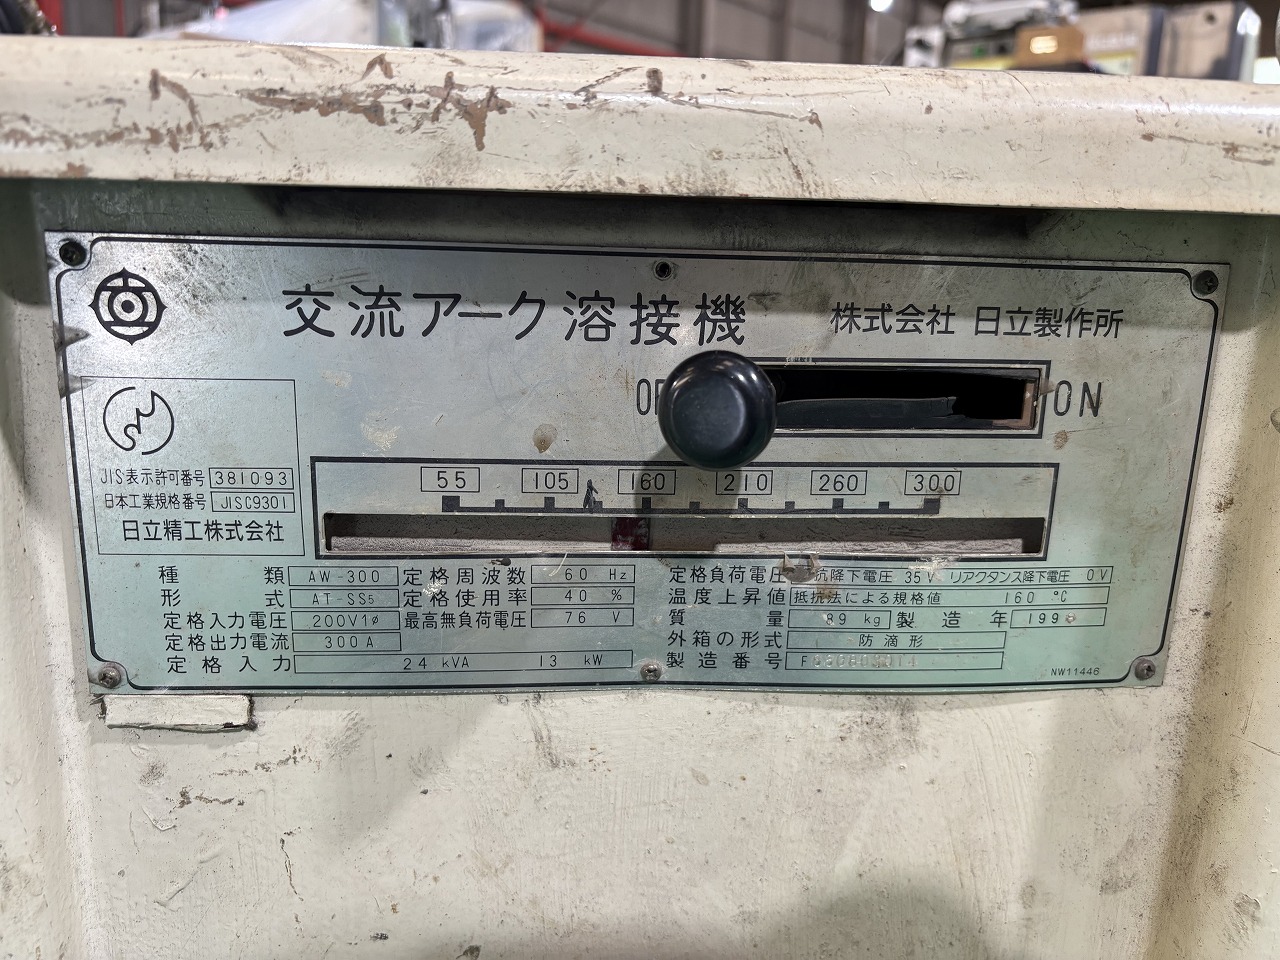 交流アーク溶接機 株式会社 日立製作所
ON
JIS表示許可番号 381093
日本工業規格番号 JISC9301
日立精工株式会社
55 105 160 210 260 300
種類 AW-300 定格周波数 60 Hz
形式 AT-SS5 定格使用率 40 %
定格入力電圧 200V1ø 最高無負荷電圧 76 V
定格出力電流 300A
定格入力 24 kVA 13 kW
定格負荷電圧 抗降下電圧 35V リアクタンス降下電圧 0V
温度上昇値 抵抗法による規格値 160 ℃
質量 89 kg 製造年
外箱の形式 防滴形
製造番号
NW11446